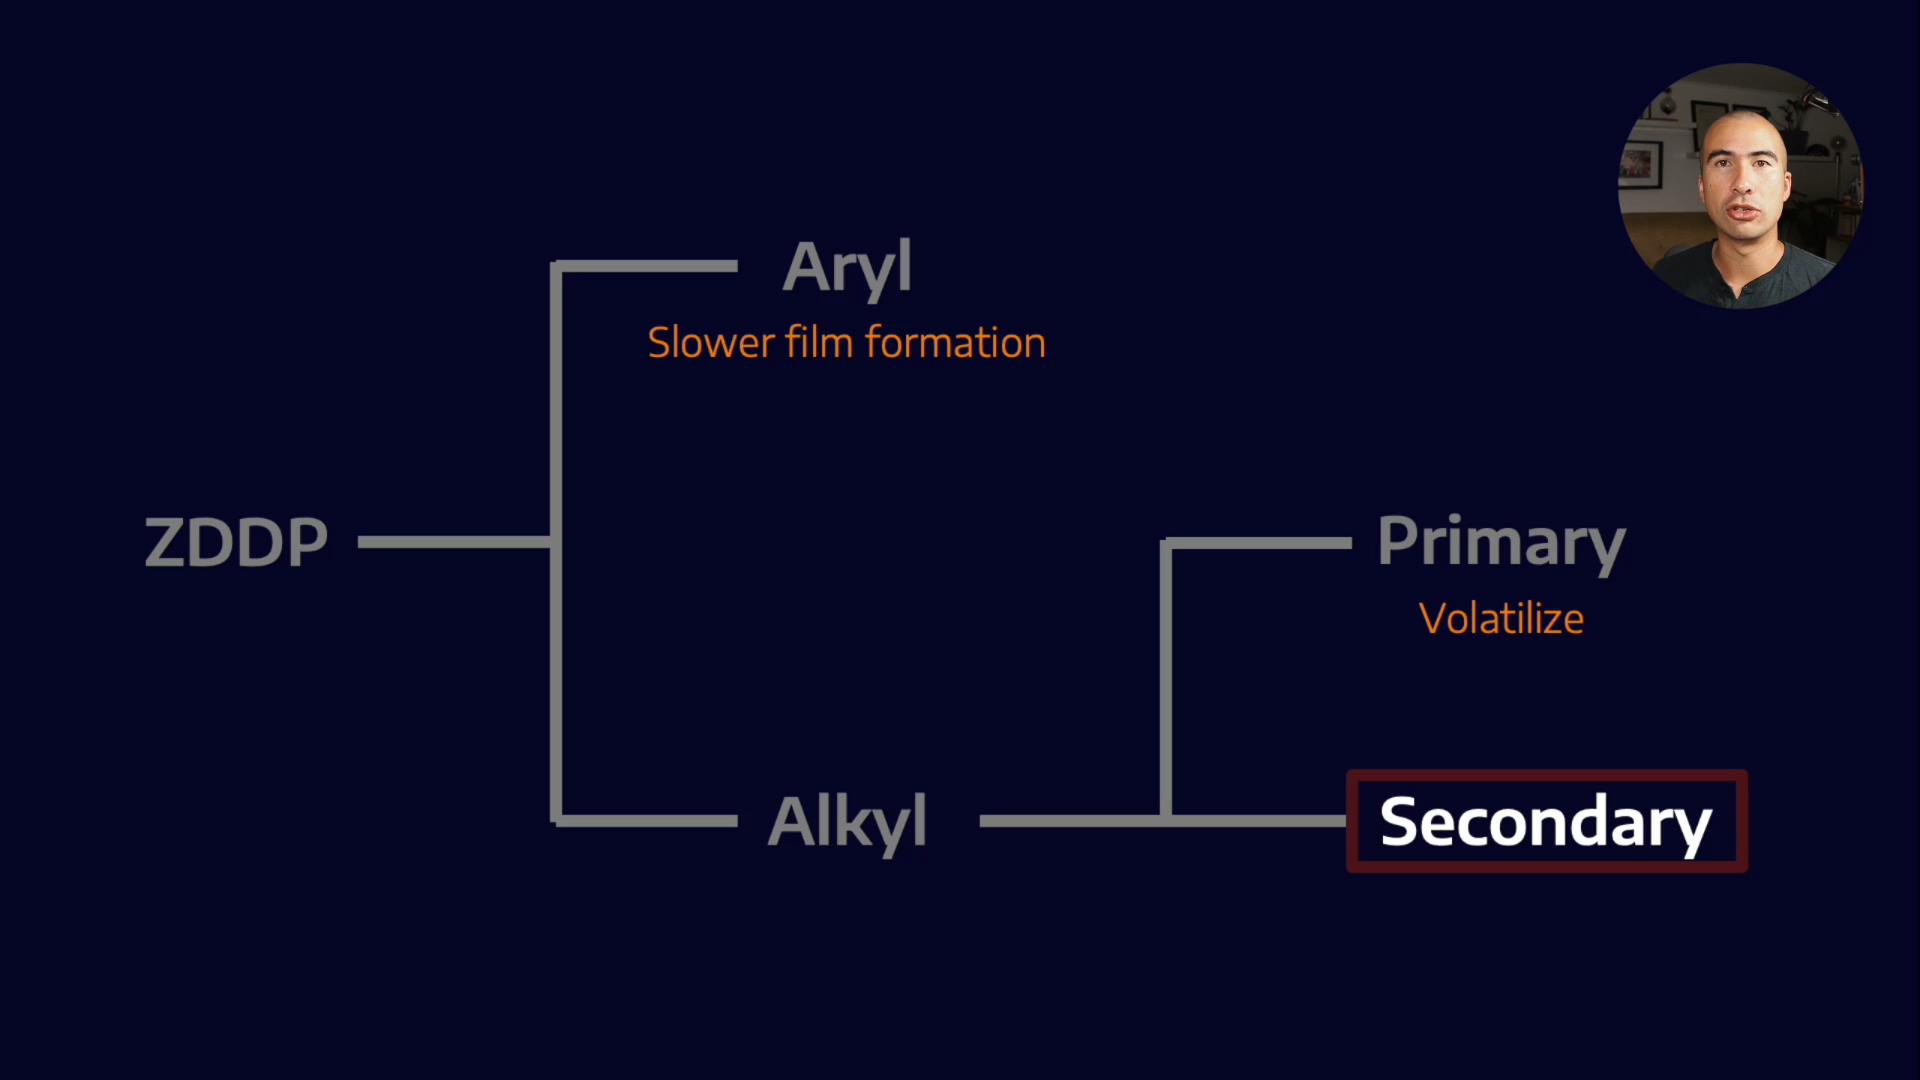 Aryl
Slower film formation
ZDDP
Primary
Volatilize
Alkyl
Secondary